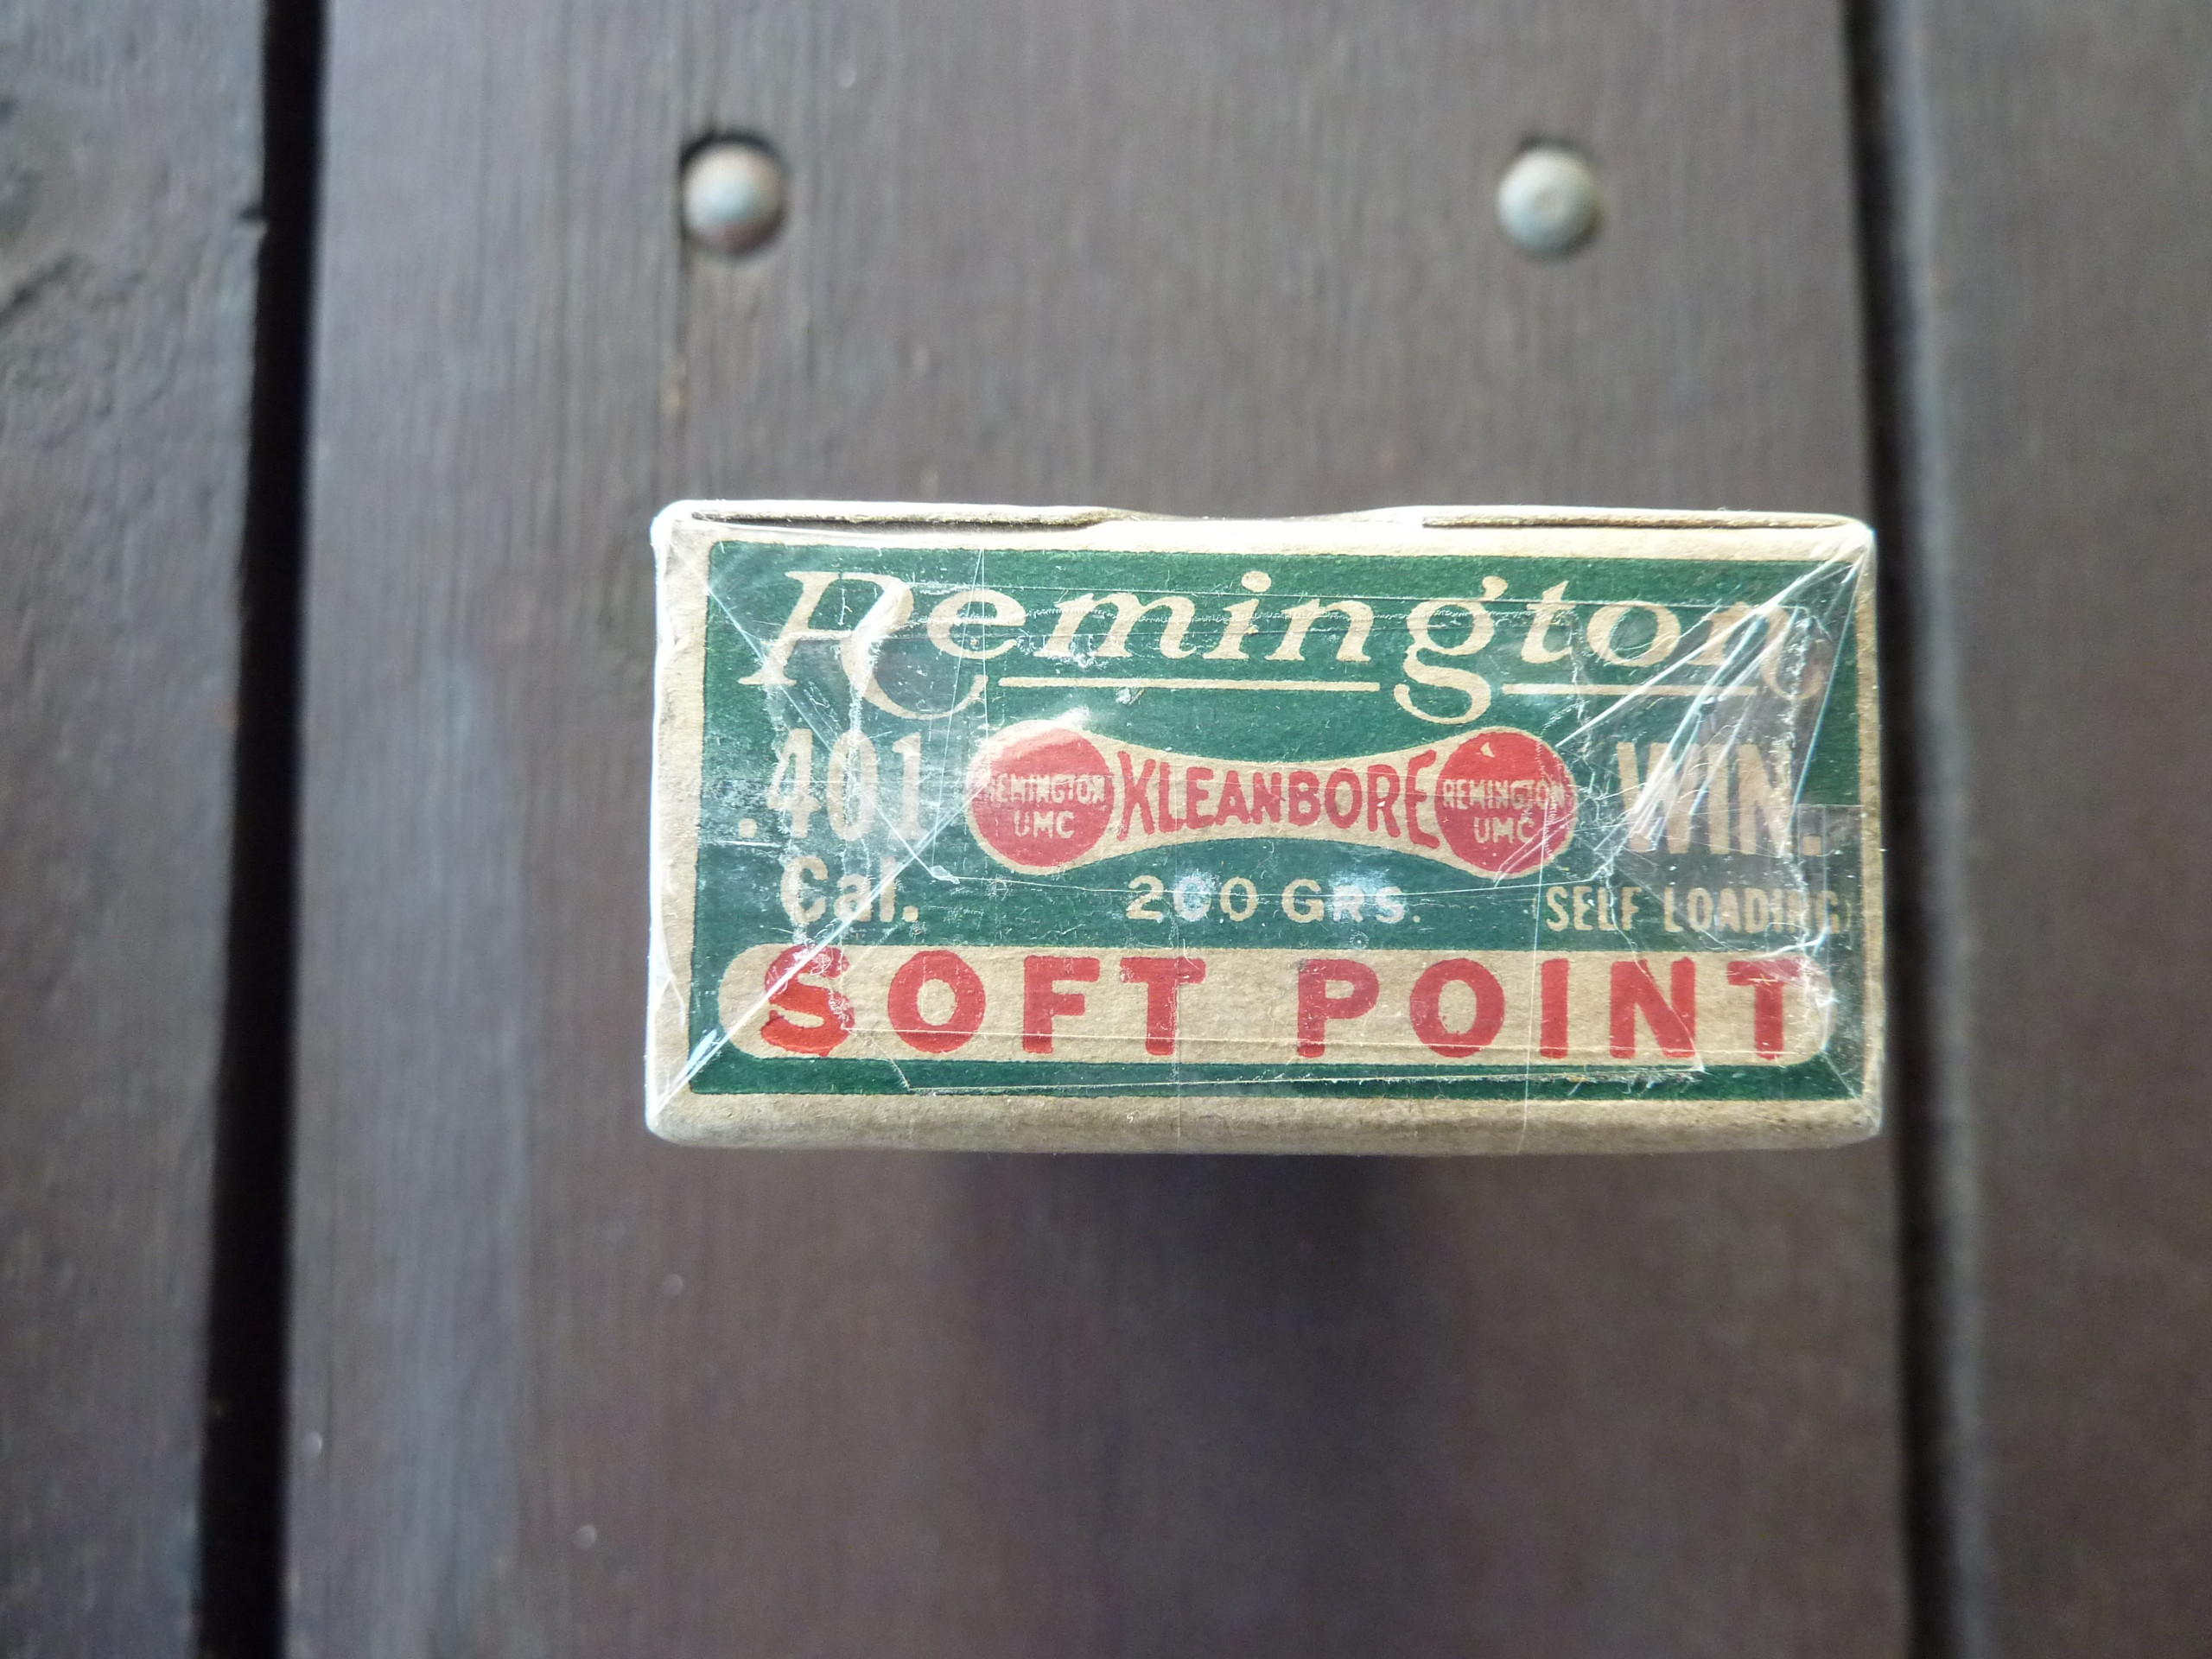 Remington
.401 Cal.
REMINGTON UMC
KLEANBORE
REMINGTON UMC
WIN.
SELF LOADING
200 GRS.
SOFT POINT